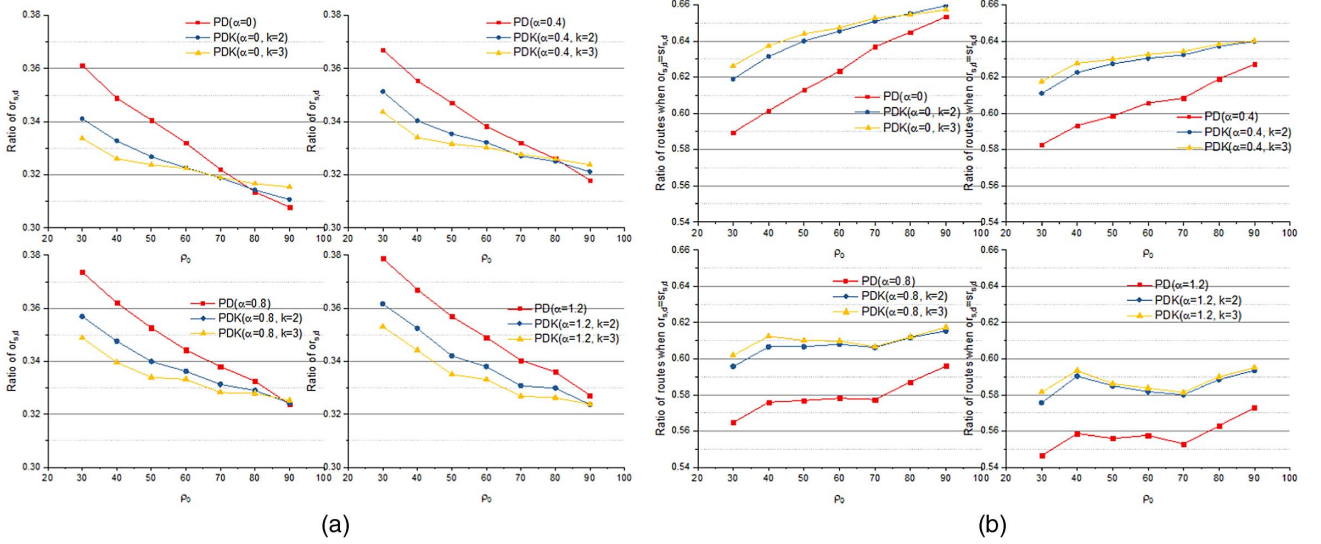 0.38
0.36
0.34
0.32
0.30
20 30 40 50 60 70 80 90 100
Ratio of or_s,d
ρ₀
PD(α=0)
PDK(α=0, k=2)
PDK(α=0, k=3)
0.38
0.36
0.34
0.32
0.30
20 30 40 50 60 70 80 90 100
Ratio of or_s,d
ρ₀
PD(α=0.4)
PDK(α=0.4, k=2)
PDK(α=0.4, k=3)
0.38
0.36
0.34
0.32
0.30
20 30 40 50 60 70 80 90 100
Ratio of or_s,d
ρ₀
PD(α=0.8)
PDK(α=0.8, k=2)
PDK(α=0.8, k=3)
0.38
0.36
0.34
0.32
0.30
20 30 40 50 60 70 80 90 100
Ratio of or_s,d
ρ₀
PD(α=1.2)
PDK(α=1.2, k=2)
PDK(α=1.2, k=3)
(a)
0.66
0.64
0.62
0.60
0.58
0.56
0.54
20 30 40 50 60 70 80 90 100
Ratio of routes when or_s,d=sr_s,d
ρ₀
PD(α=0)
PDK(α=0, k=2)
PDK(α=0, k=3)
0.66
0.64
0.62
0.60
0.58
0.56
0.54
20 30 40 50 60 70 80 90 100
Ratio of routes when or_s,d=sr_s,d
ρ₀
PD(α=0.4)
PDK(α=0.4, k=2)
PDK(α=0.4, k=3)
0.66
0.64
0.62
0.60
0.58
0.56
0.54
20 30 40 50 60 70 80 90 100
Ratio of routes when or_s,d=sr_s,d
ρ₀
PD(α=0.8)
PDK(α=0.8, k=2)
PDK(α=0.8, k=3)
0.66
0.64
0.62
0.60
0.58
0.56
0.54
20 30 40 50 60 70 80 90 100
Ratio of routes when or_s,d=sr_s,d
ρ₀
PD(α=1.2)
PDK(α=1.2, k=2)
PDK(α=1.2, k=3)
(b)